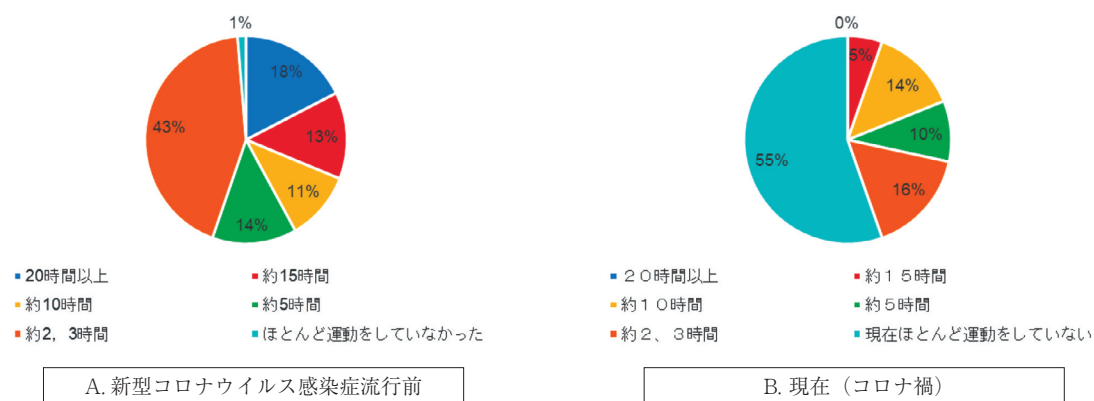 1%
18%
13%
11%
14%
43%
20時間以上
約15時間
約10時間
約5時間
約2，3時間
ほとんど運動をしていなかった
A. 新型コロナウイルス感染症流行前
0%
5%
14%
10%
16%
55%
２０時間以上
約１５時間
約１０時間
約５時間
約２、３時間
現在ほとんど運動をしていない
B. 現在（コロナ禍）